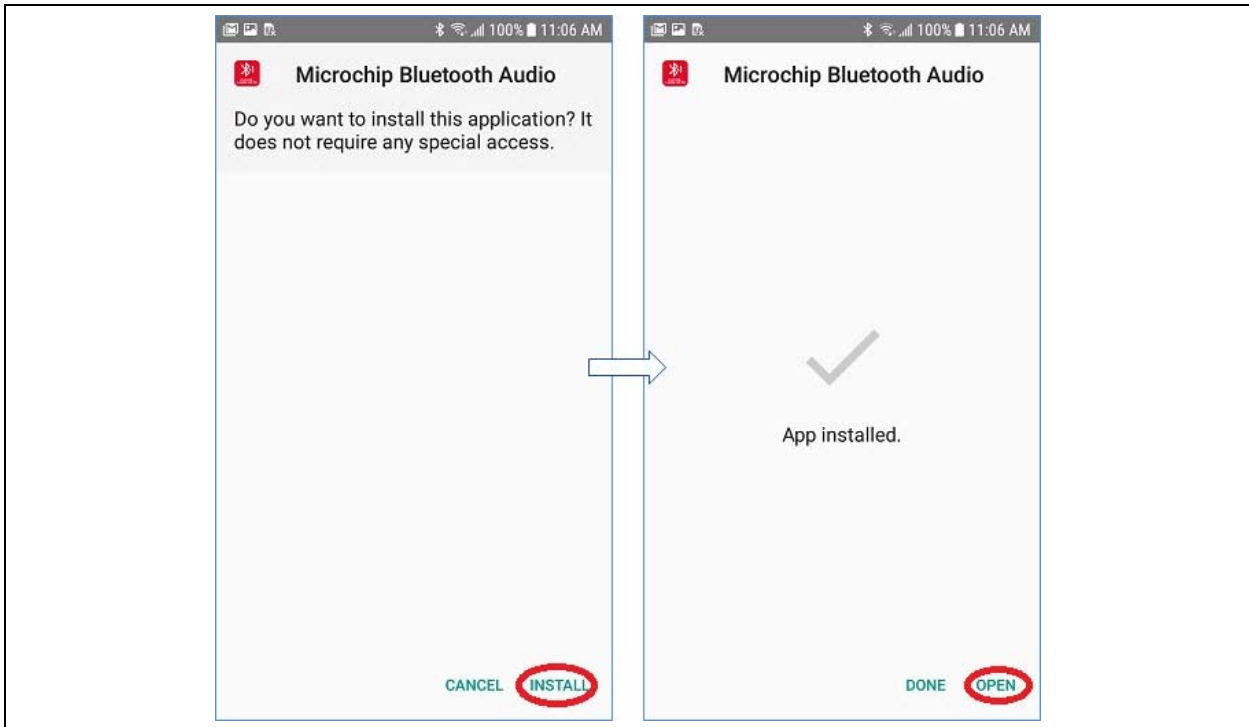 100% 11:06 AM
Microchip Bluetooth Audio
Do you want to install this application? It
does not require any special access.
CANCEL INSTALL
100% 11:06 AM
Microchip Bluetooth Audio
App installed.
DONE OPEN